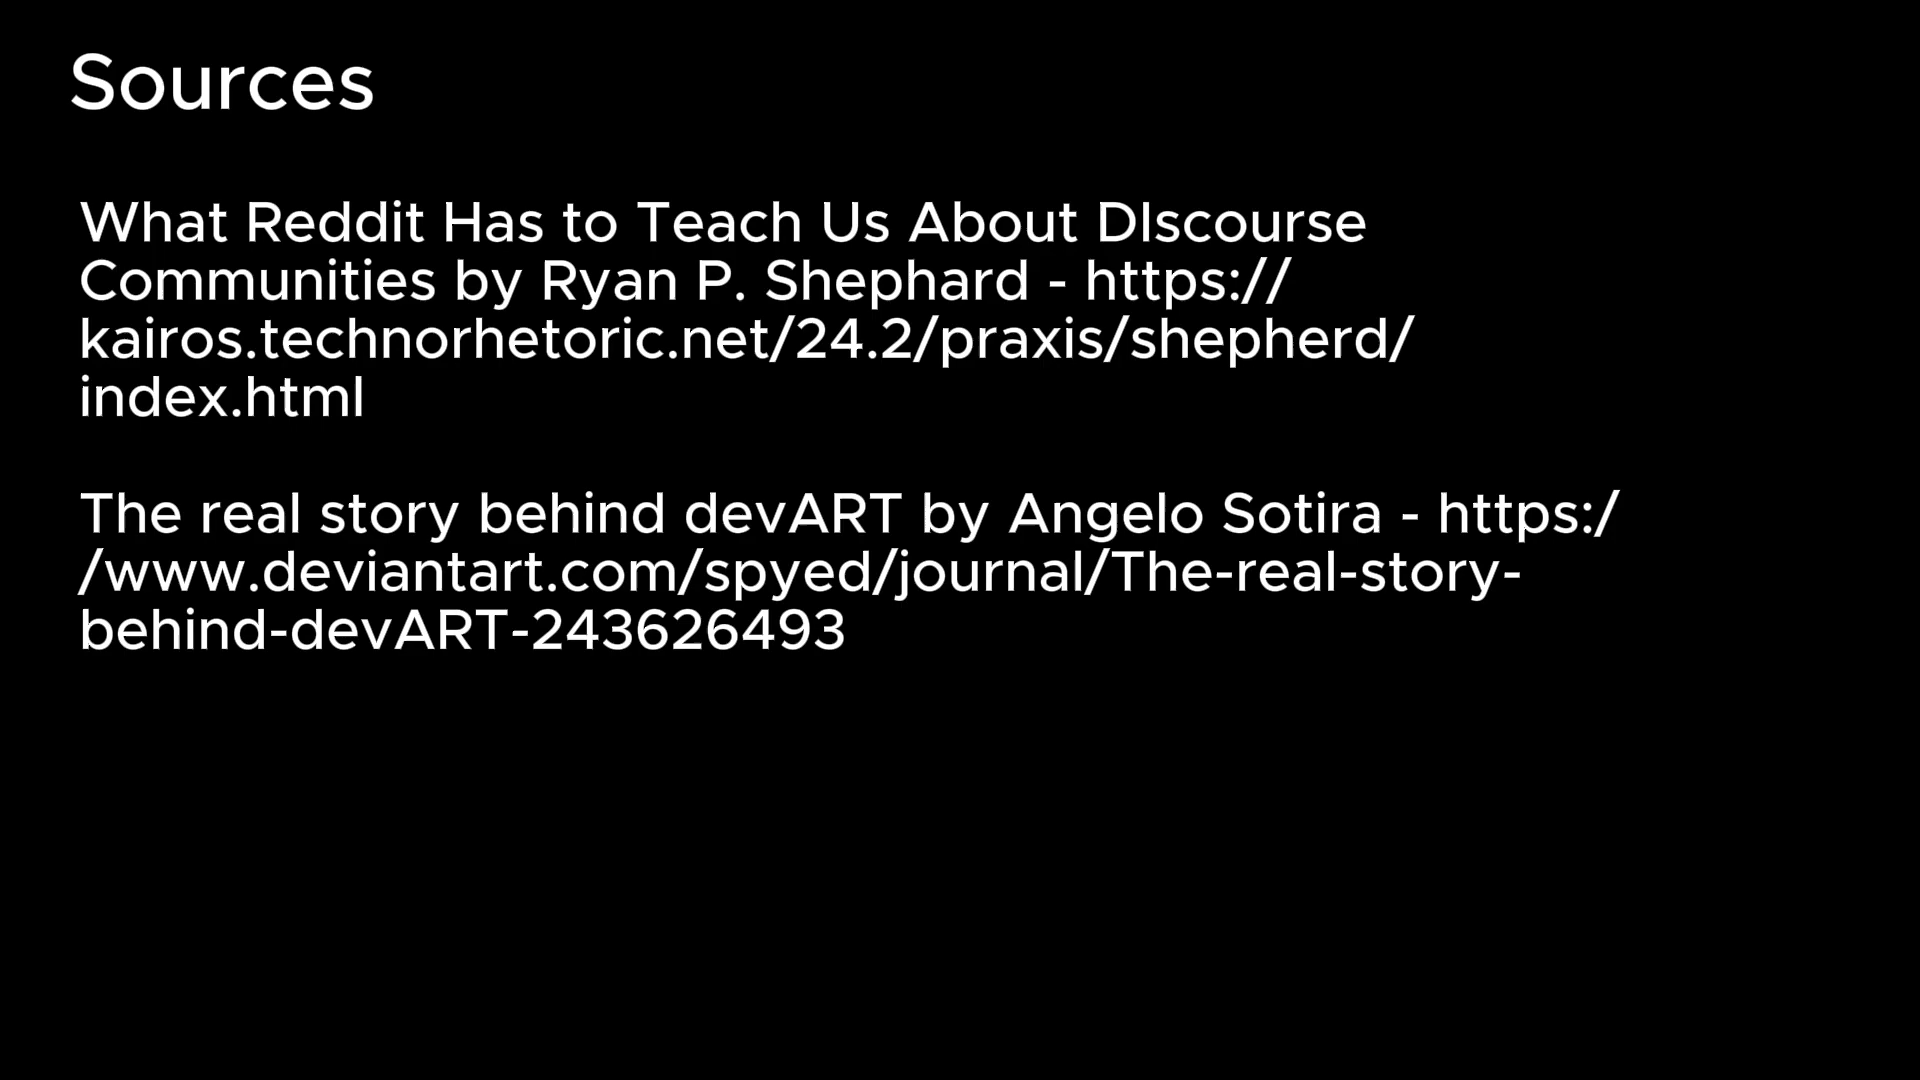 Sources
What Reddit Has to Teach Us About DIscourse
Communities by Ryan P. Shephard - https://
kairos.technorhetoric.net/24.2/praxis/shepherd/
index.html
The real story behind devART by Angelo Sotira - https:/
/www.deviantart.com/spyed/journal/The-real-story-
behind-devART-243626493